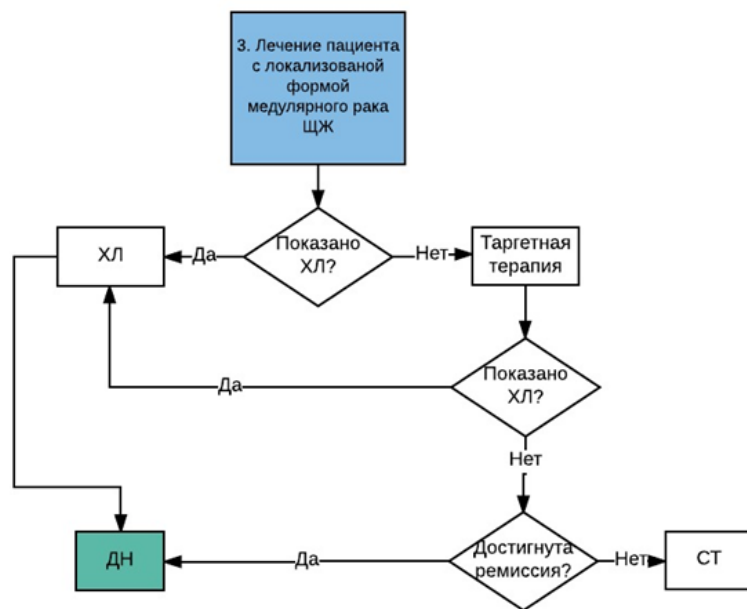 3. Лечение пациента
с локализованой
формой
медулярного рака
ЩЖ
ХЛ
Да
Показано
ХЛ?
Нет
Таргетная
терапия
Да
Показано
ХЛ?
Нет
ДН
Да
Достигнута
ремиссия?
Нет
СТ